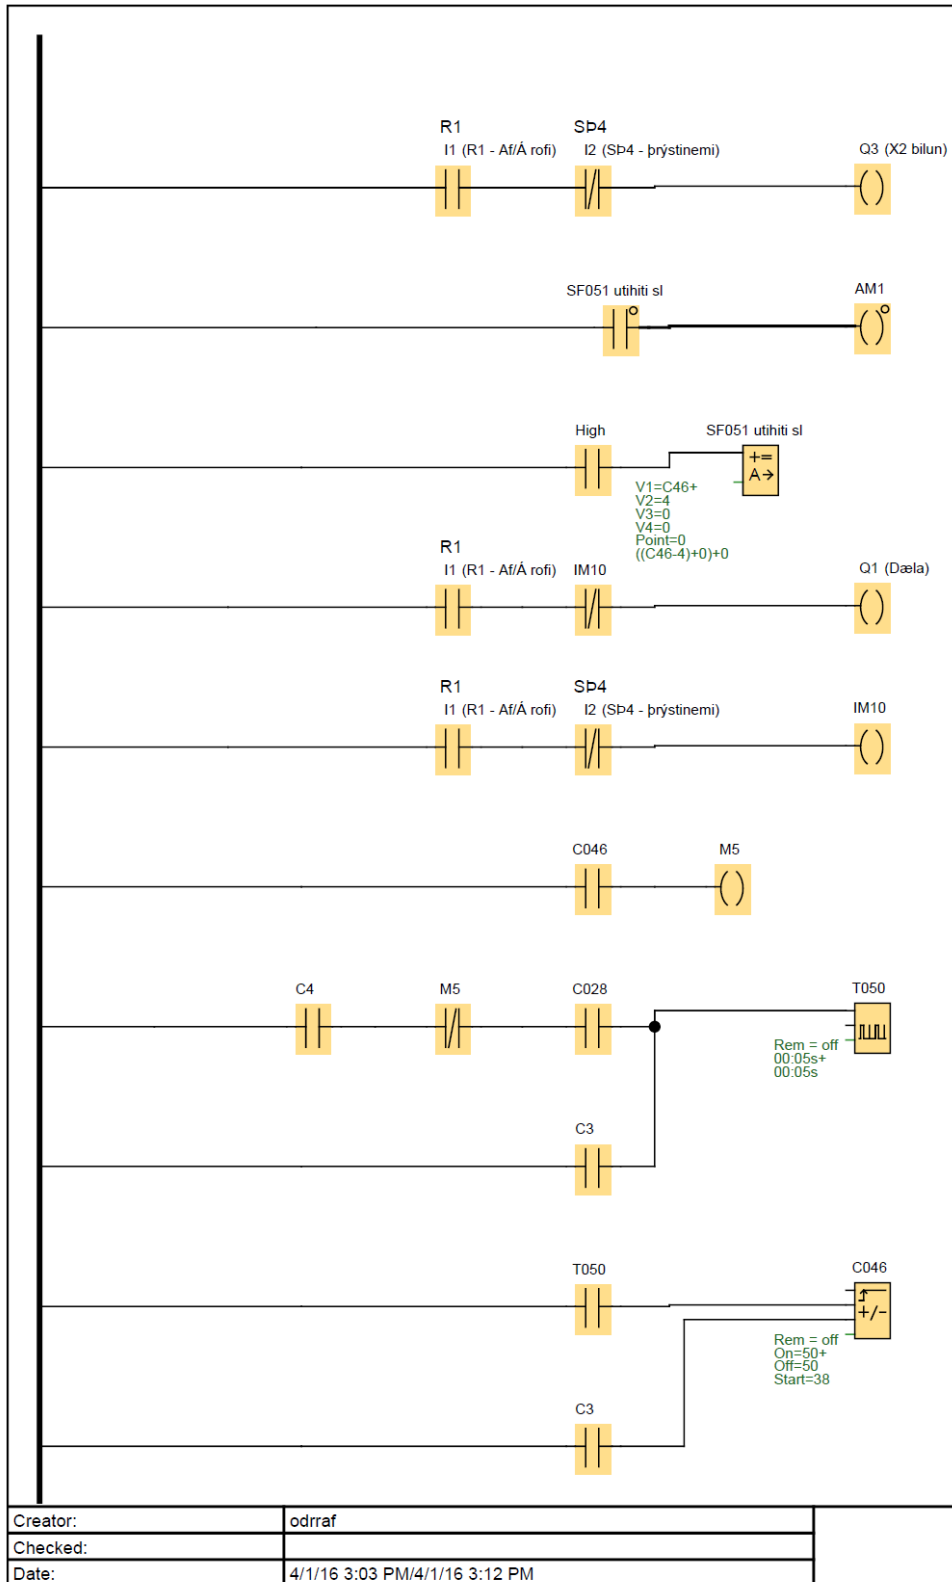 R1 SÞ4
I1 (R1 - Af/Á rofi) I2 (SÞ4 - þrýstinemi) Q3 (X2 bilun)
SF051 utihiti sl AM1
High SF051 utihiti sl
+=
A→
V1=C46+
V2=4
V3=0
V4=0
Point=0
((C46-4)+0)+0
R1
I1 (R1 - Af/Á rofi) IM10 Q1 (Dæla)
R1 SÞ4
I1 (R1 - Af/Á rofi) I2 (SÞ4 - þrýstinemi) IM10
C046 M5
C4 M5 C028 T050
Rem = off
00:05s+
00:05s
C3
T050 C046
+/-
Rem = off
On=50+
Off=50
Start=38
C3
Creator: odrraf
Checked:
Date: 4/1/16 3:03 PM/4/1/16 3:12 PM